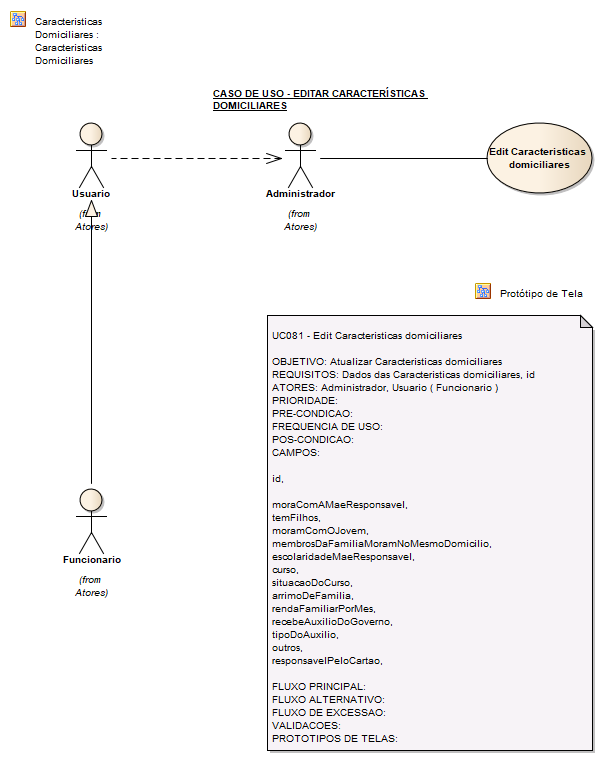 Caracteristicas
Domiciliares :
Caracteristicas
Domiciliares
CASO DE USO - EDITAR CARACTERÍSTICAS
DOMICILIARES
Usuario
(from
Atores)
Administrador
(from
Atores)
Edit Caracteristicas
domiciliares
Protótipo de Tela
UC081 - Edit Caracteristicas domiciliares
OBJETIVO: Atualizar Caracteristicas domiciliares
REQUISITOS: Dados das Caracteristicas domiciliares, id
ATORES: Administrador, Usuario ( Funcionario )
PRIORIDADE:
PRE-CONDICAO:
FREQUENCIA DE USO:
POS-CONDICAO:
CAMPOS:
id,
moraComAMaeResponsavel,
temFilhos,
moramComOJovem,
membrosDaFamiliaMoramNoMesmoDomicilio,
escolaridadeMaeResponsavel,
curso,
situacaoDoCurso,
arrimoDeFamilia,
rendaFamiliarPorMes,
recebeAuxilioDoGoverno,
tipoDoAuxilio,
outros,
responsavelPeloCartao,
FLUXO PRINCIPAL:
FLUXO ALTERNATIVO:
FLUXO DE EXCESSAO:
VALIDACOES:
PROTOTIPOS DE TELAS:
Funcionario
(from
Atores)